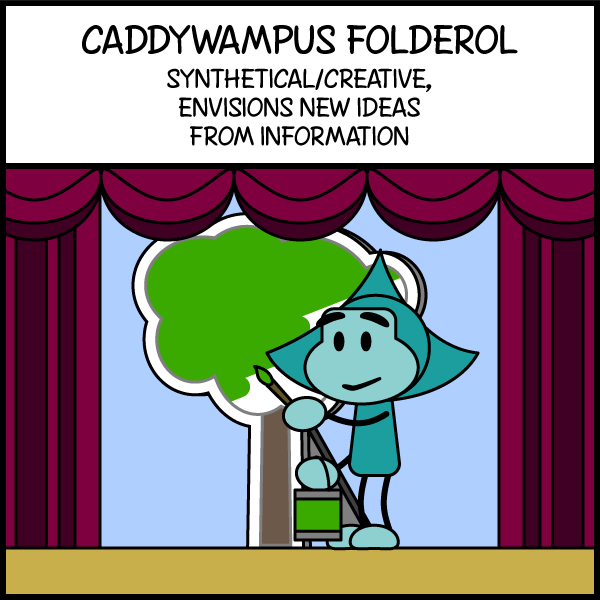 CADDYWAMPUS FOLDEROL
SYNTHETICAL/CREATIVE,
ENVISIONS NEW IDEAS
FROM INFORMATION